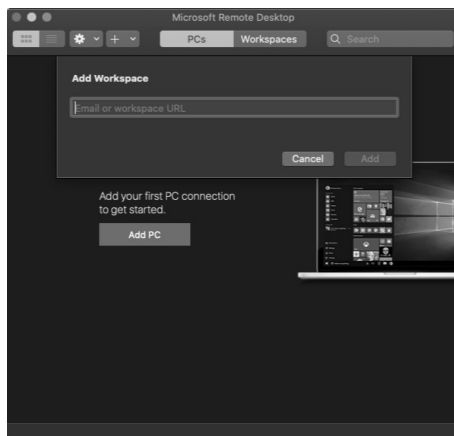 Microsoft Remote Desktop
PCs
Workspaces
Search
Add Workspace
Email or workspace URL
Cancel
Add
Add your first PC connection
to get started.
Add PC